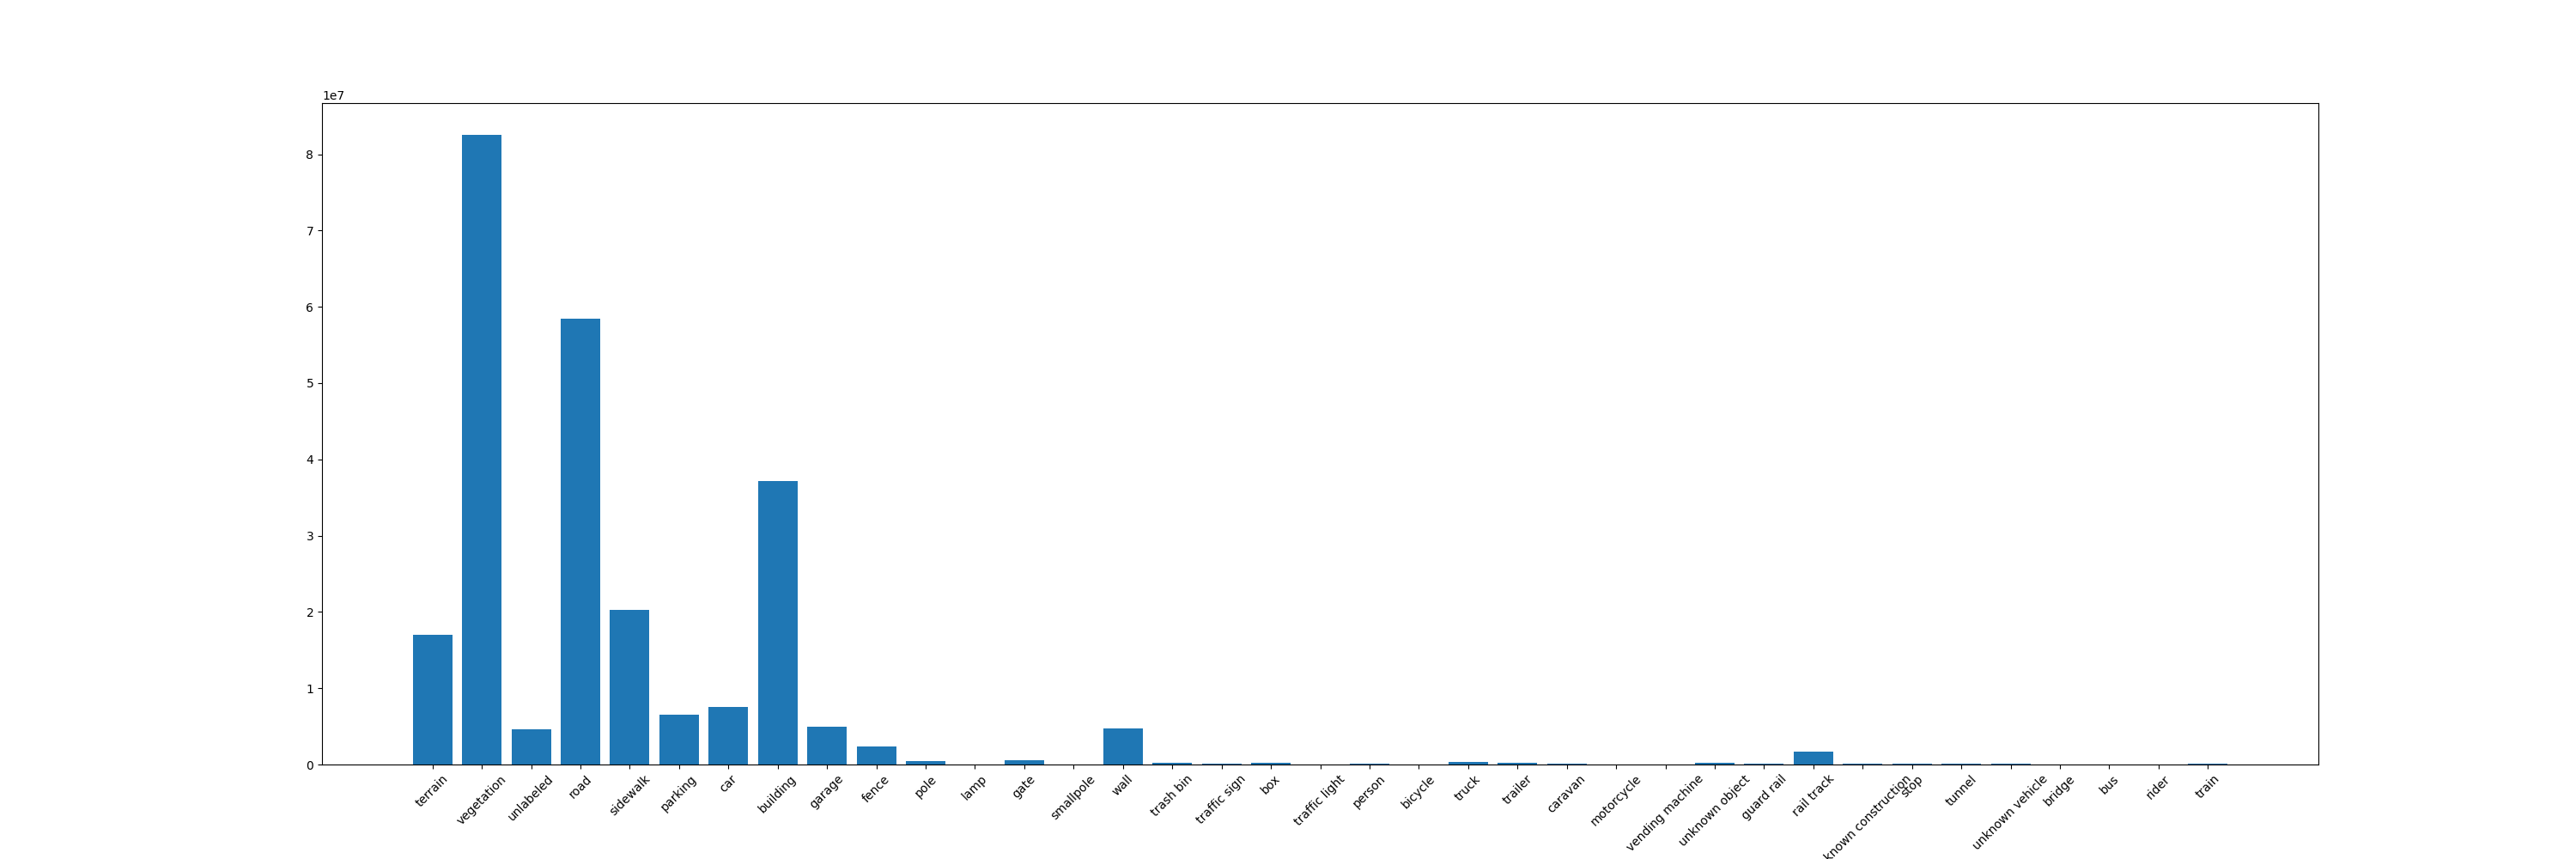 1e7
8
7
6
5
4
3
2
1
0
terrain
vegetation
unlabeled
road
sidewalk
parking
car
building
garage
fence
pole
lamp
gate
smallpole
wall
trash bin
traffic sign
box
traffic light
person
bicycle
truck
trailer
caravan
motorcycle
vending machine
unknown object
guard rail
rail track
known construction
stop
tunnel
unknown vehicle
bridge
bus
rider
train